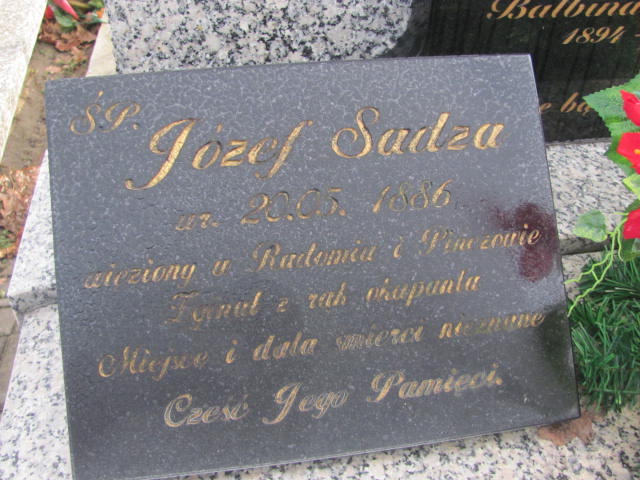 Balbina
1894 -
e bą
Ś.P.
Józef Sadza
ur. 20.05. 1886
więziony w Radomiu i Pińczowie
Zginął z rąk okupanta
Miejsce i data śmierci nieznane
Cześć Jego Pamięci.